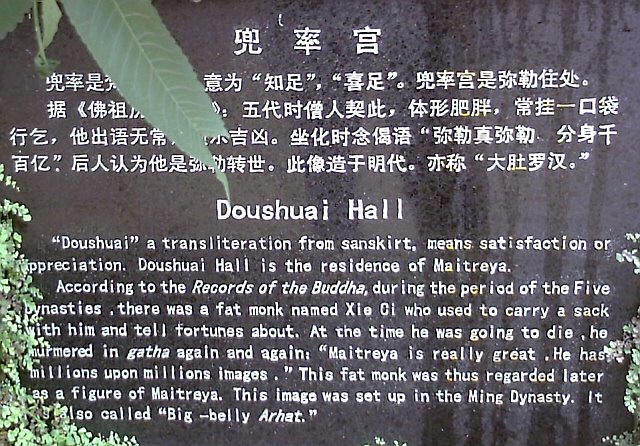 兜率宫
兜率是 意为“知足”，“喜足”。兜率宫是弥勒住处。
据《佛祖 》：五代时僧人契此，体形肥胖，常挂一口袋
行乞，他出语无常 吉凶。坐化时念偈语“弥勒真弥勒、分身千
百亿”。后人认为他是弥勒转世。此像造于明代。亦称“大肚罗汉。”
Doushuai Hall
“Doushuai” a transliteration from sanskirt, means satisfaction or
ppreciation. Doushuai Hall is the residence of Maitreya.
According to the Records of the Buddha, during the period of the Five
ynasties ,there was a fat monk named Xie Ci who used to carry a sack
with him and tell fortunes about. At the time he was going to die ,he
murmered in gatha again and again: “Maitreya is really great .He has
millions upon millions images .” This fat monk was thus regarded later
as a figure of Maitreya. This image was set up in the Ming Dynasty. It
also called “Big -belly Arhat.”